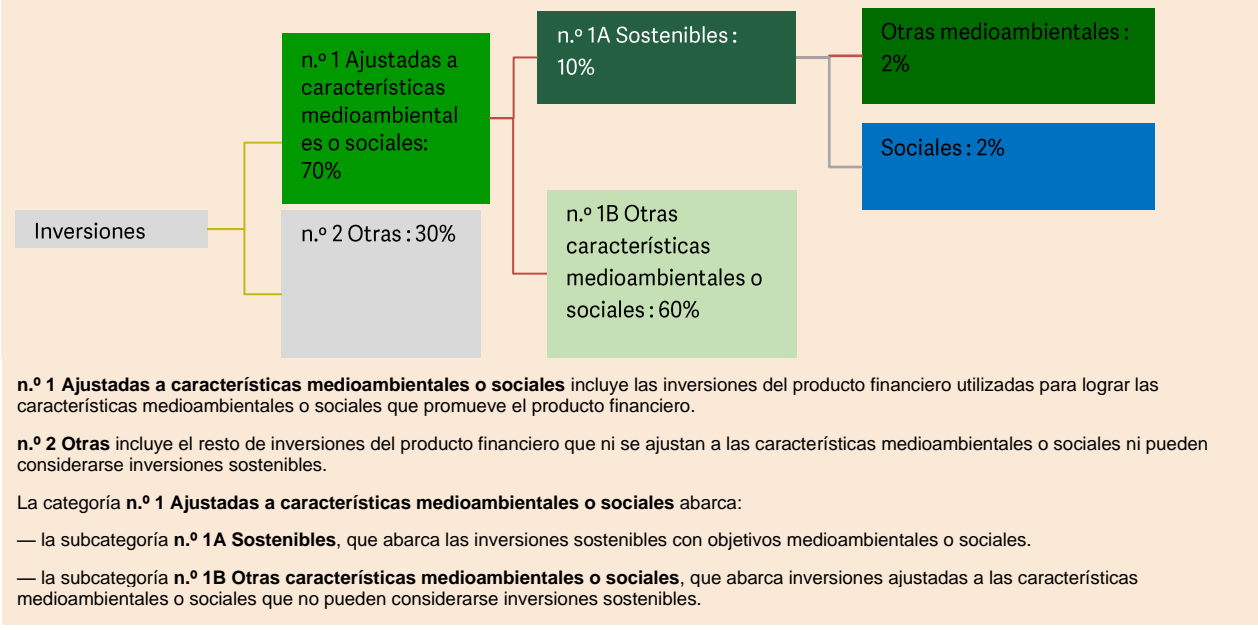 n.º 1A Sostenibles :
10%
Otras medioambientales :
2%
n.º 1 Ajustadas a
características
medioambiental
es o sociales:
70%
Sociales : 2%
Inversiones
n.º 2 Otras : 30%
n.º 1B Otras
características
medioambientales o
sociales : 60%
n.º 1 Ajustadas a características medioambientales o sociales incluye las inversiones del producto financiero utilizadas para lograr las
características medioambientales o sociales que promueve el producto financiero.
n.º 2 Otras incluye el resto de inversiones del producto financiero que ni se ajustan a las características medioambientales o sociales ni pueden
considerarse inversiones sostenibles.
La categoría n.º 1 Ajustadas a características medioambientales o sociales abarca:
— la subcategoría n.º 1A Sostenibles, que abarca las inversiones sostenibles con objetivos medioambientales o sociales.
— la subcategoría n.º 1B Otras características medioambientales o sociales, que abarca inversiones ajustadas a las características
medioambientales o sociales que no pueden considerarse inversiones sostenibles.